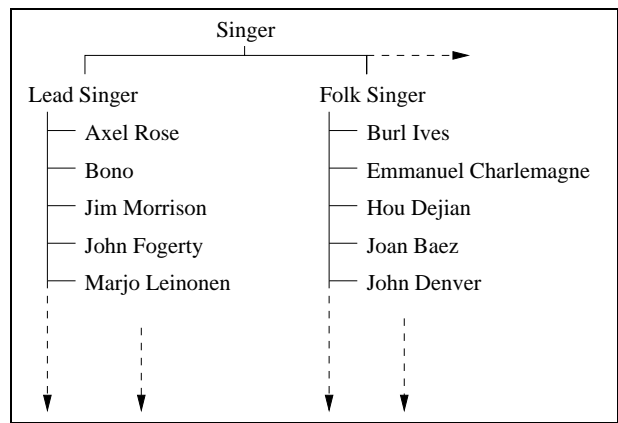 Singer
Lead Singer
Axel Rose
Bono
Jim Morrison
John Fogerty
Marjo Leinonen
Folk Singer
Burl Ives
Emmanuel Charlemagne
Hou Dejian
Joan Baez
John Denver